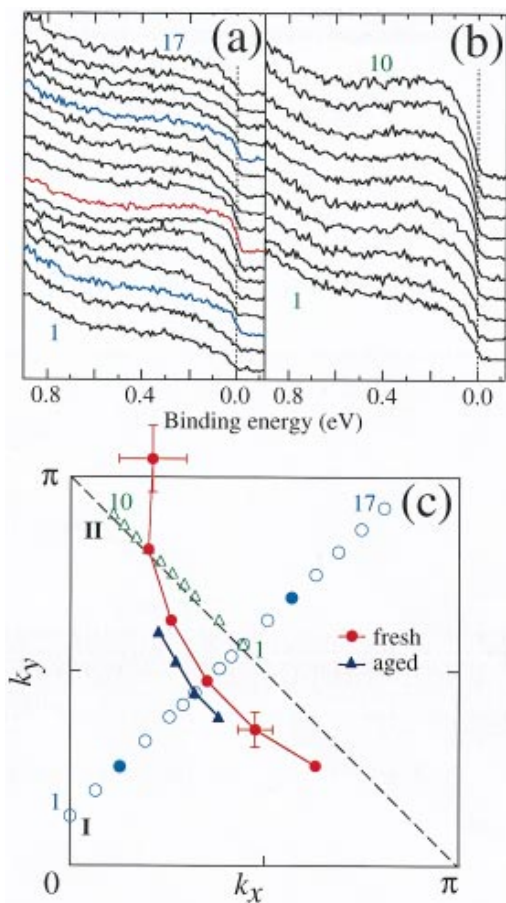 (a)
17
1
(b)
10
1
0.8 0.4 0.0 0.8 0.4 0.0
Binding energy (eV)
(c)
π
10
II
17
1
fresh
aged
k_y
1
I
0
k_x
π